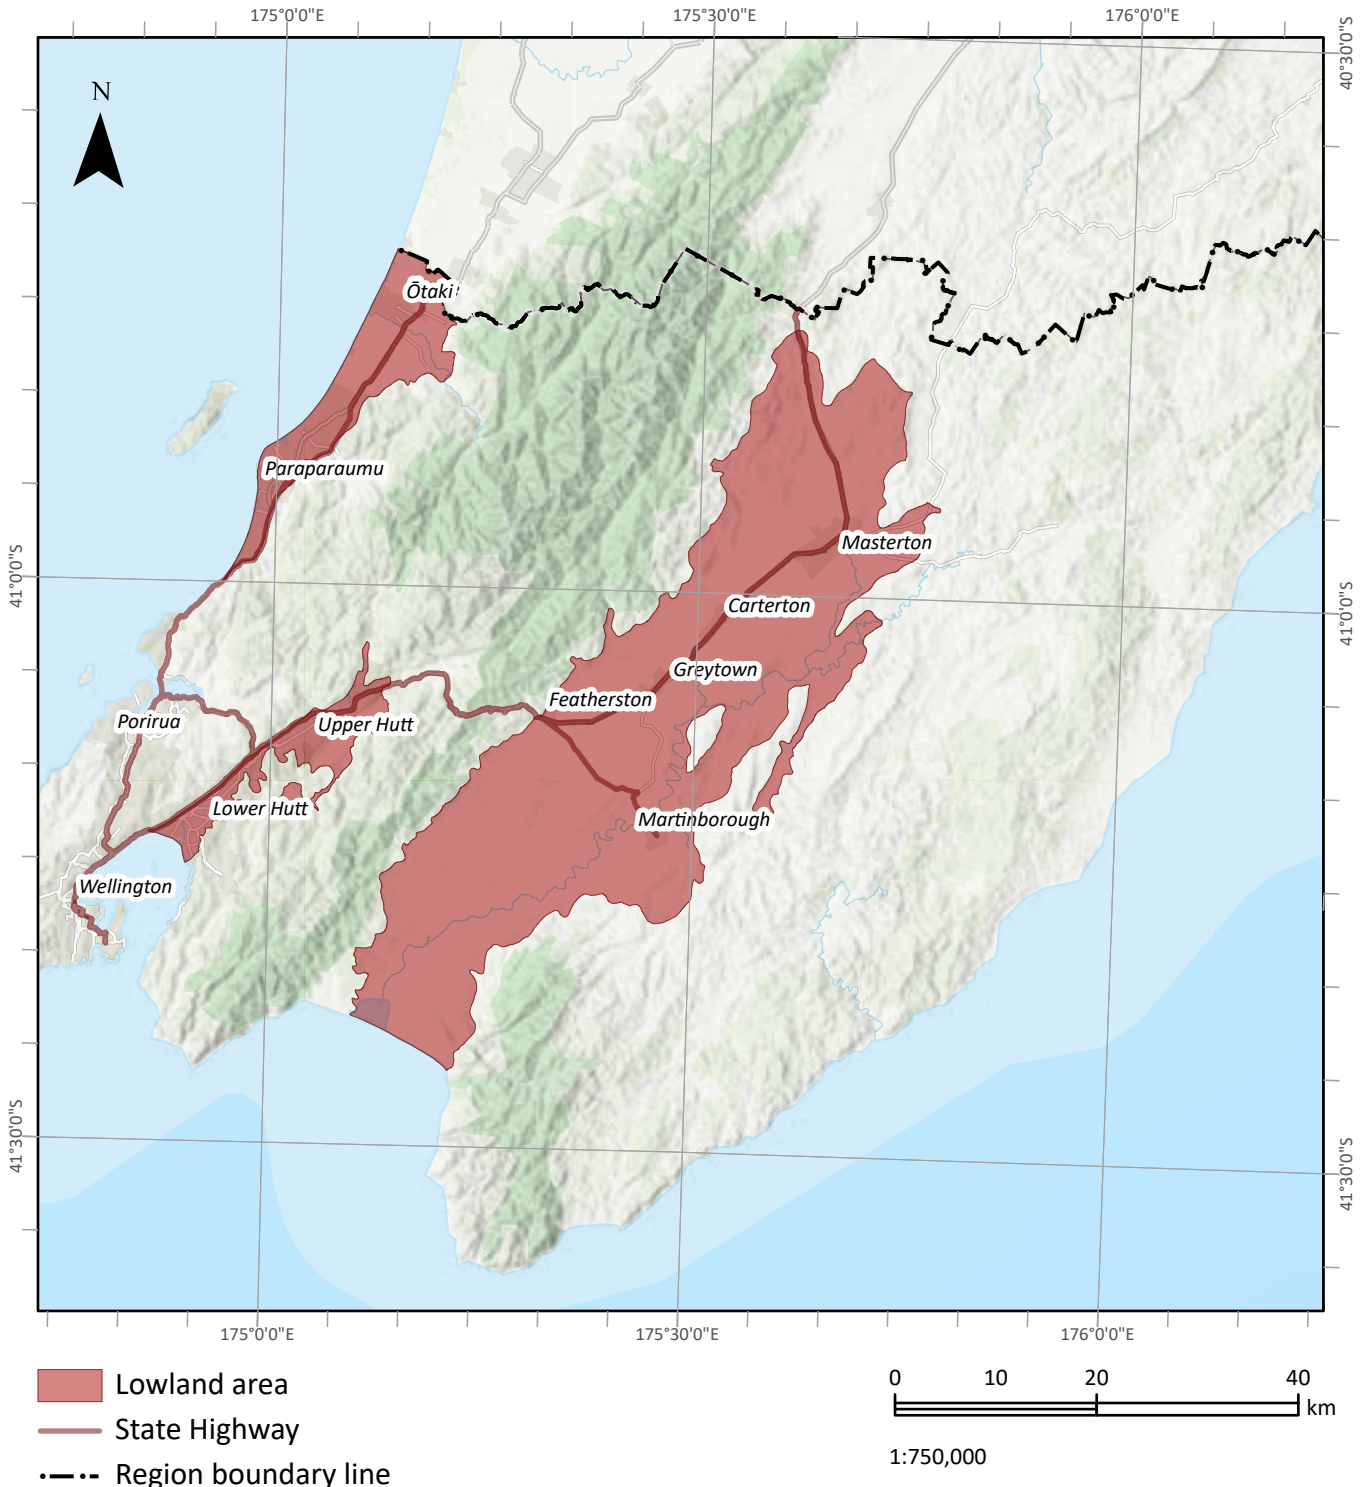 175°0'0"E
175°30'0"E
176°0'0"E
40°30'0"S
N
Ōtaki
Paraparaumu
Masterton
41°0'0"S
41°0'0"S
Carterton
Greytown
Featherston
Porirua
Upper Hutt
Lower Hutt
Martinborough
Wellington
41°30'0"S
41°30'0"S
175°0'0"E
175°30'0"E
176°0'0"E
Lowland area
State Highway
Region boundary line
0 10 20 40
km
1:750,000